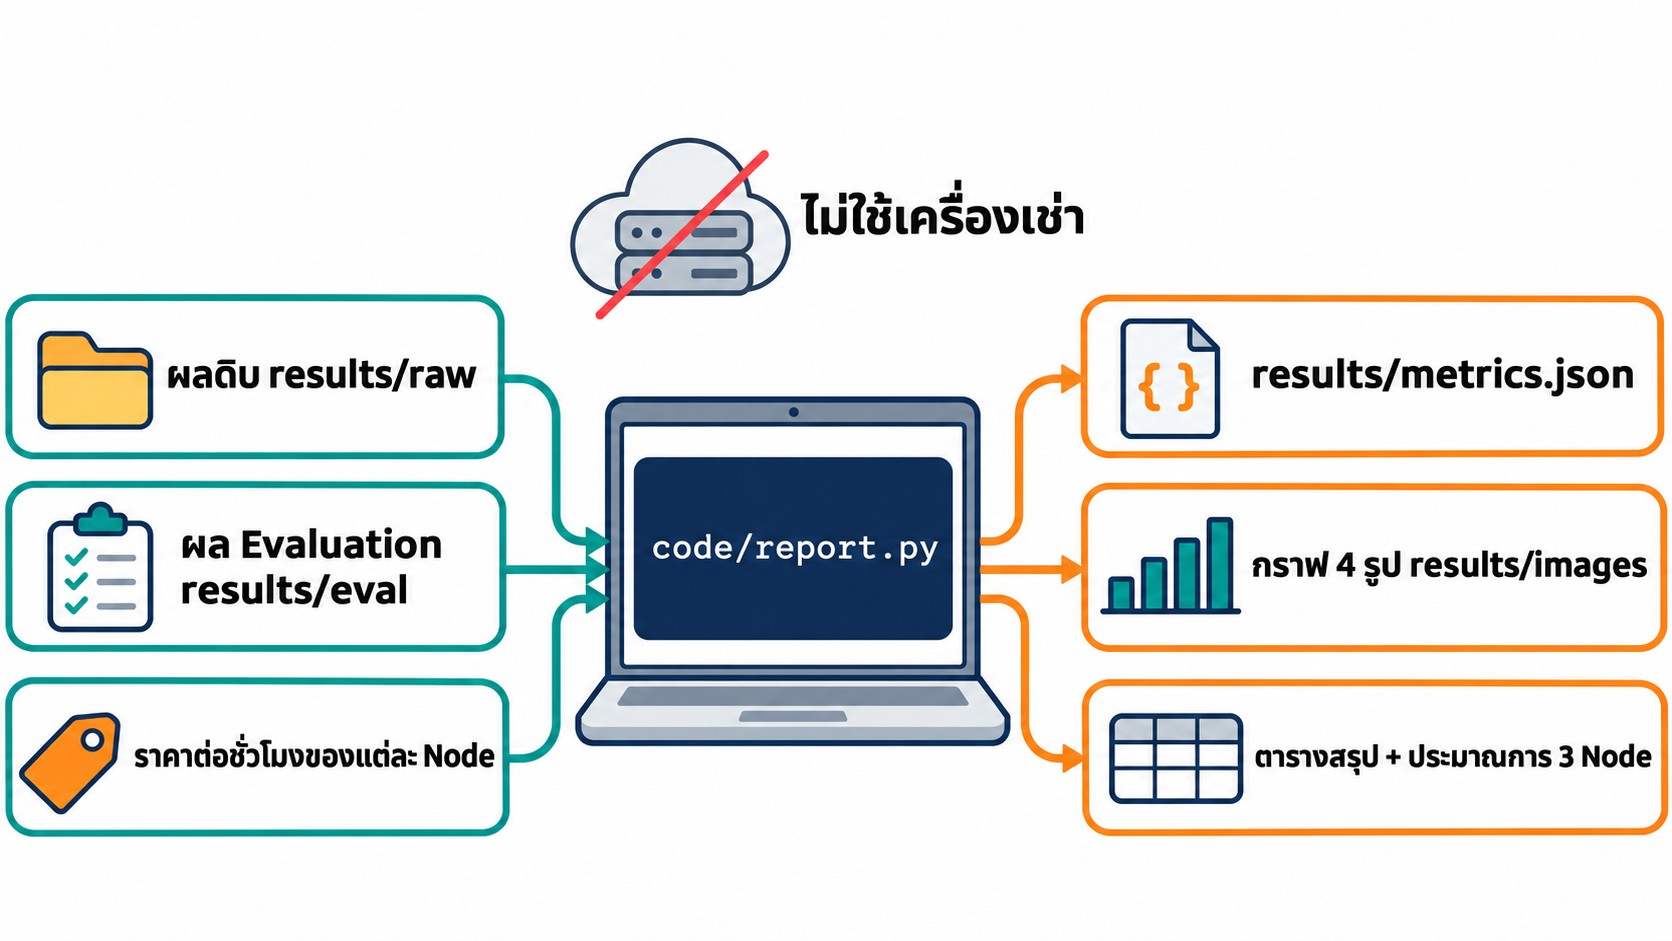 ไม่ใช้เครื่องเช่า
ผลดิบ results/raw
ผล Evaluation
results/eval
ราคาต่อชั่วโมงของแต่ละ Node
code/report.py
{ }
results/metrics.json
กราฟ 4 รูป results/images
ตารางสรุป + ประมาณการ 3 Node